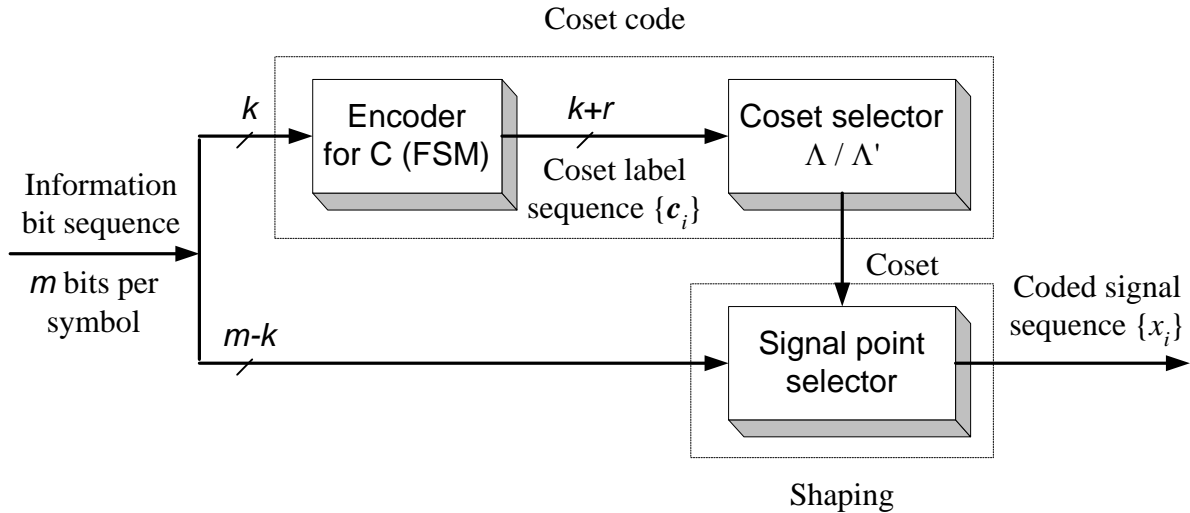 Coset code
k
Encoder
for C (FSM)
k+r
Coset label
sequence {c_i}
Coset selector
Λ / Λ'
Information
bit sequence
m bits per
symbol
Coset
m-k
Signal point
selector
Coded signal
sequence {x_i}
Shaping